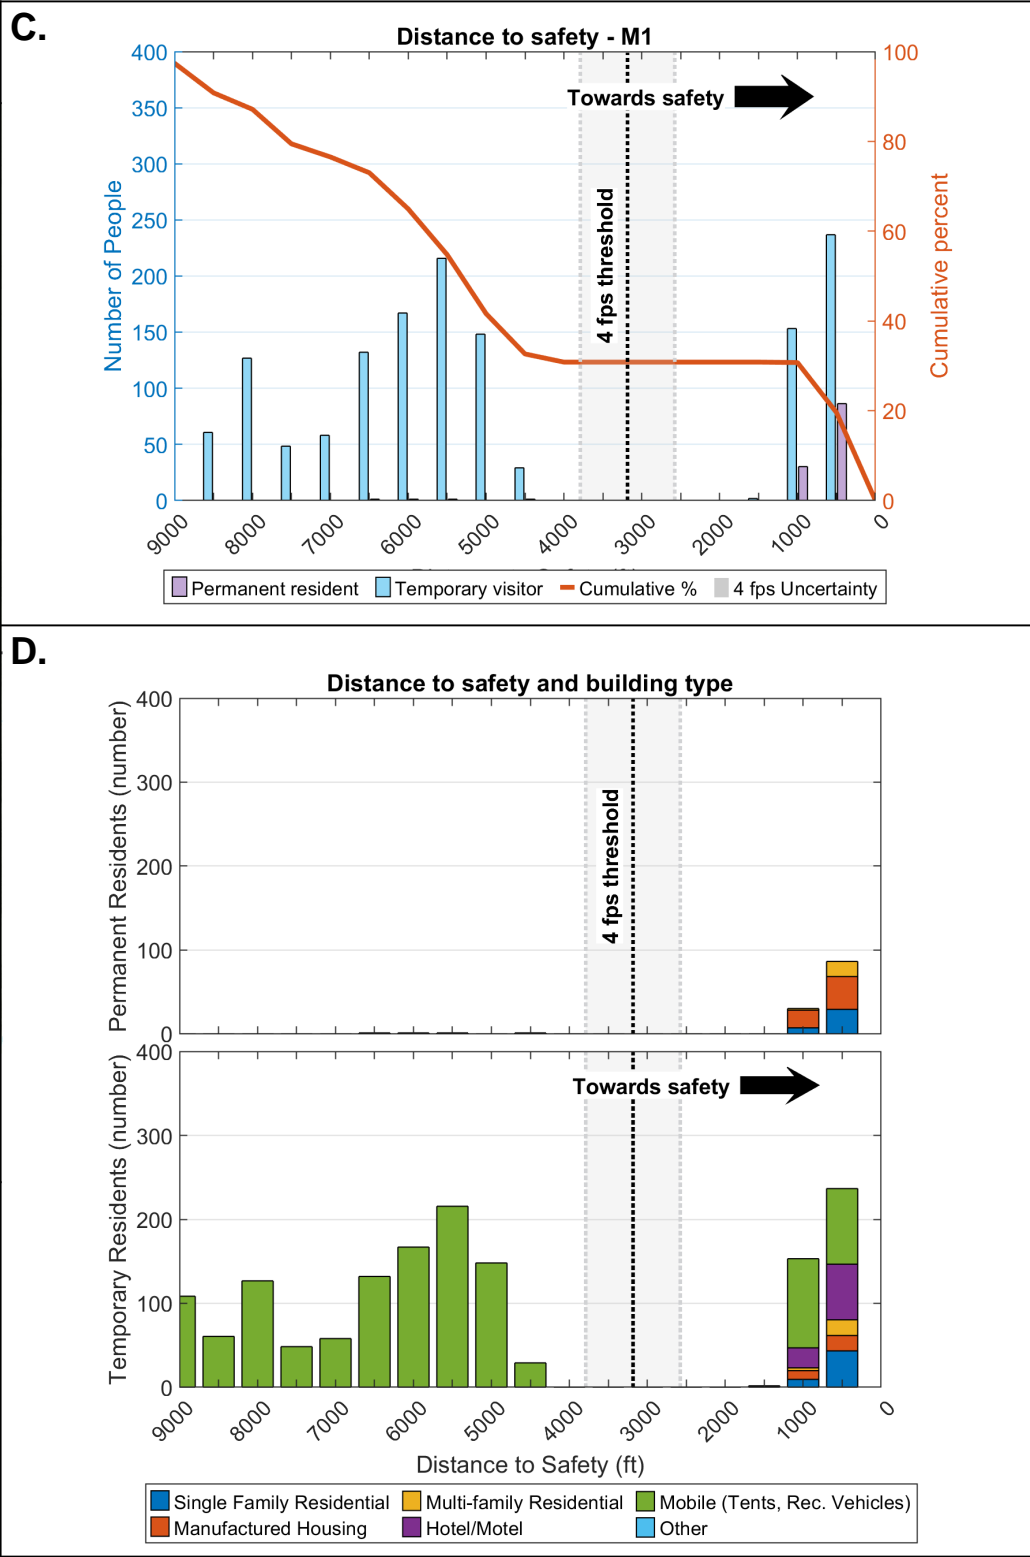 C.
Distance to safety - M1
400
350
300
250
200
150
100
50
0
Number of People
100
80
60
40
20
0
Cumulative percent
Towards safety
4 fps threshold
9000
8000
7000
6000
5000
4000
3000
2000
1000
0
Permanent resident
Temporary visitor
Cumulative %
4 fps Uncertainty
D.
Distance to safety and building type
400
300
200
100
0
Permanent Residents (number)
4 fps threshold
400
300
200
100
0
Temporary Residents (number)
Towards safety
9000
8000
7000
6000
5000
4000
3000
2000
1000
0
Distance to Safety (ft)
Single Family Residential
Multi-family Residential
Mobile (Tents, Rec. Vehicles)
Manufactured Housing
Hotel/Motel
Other